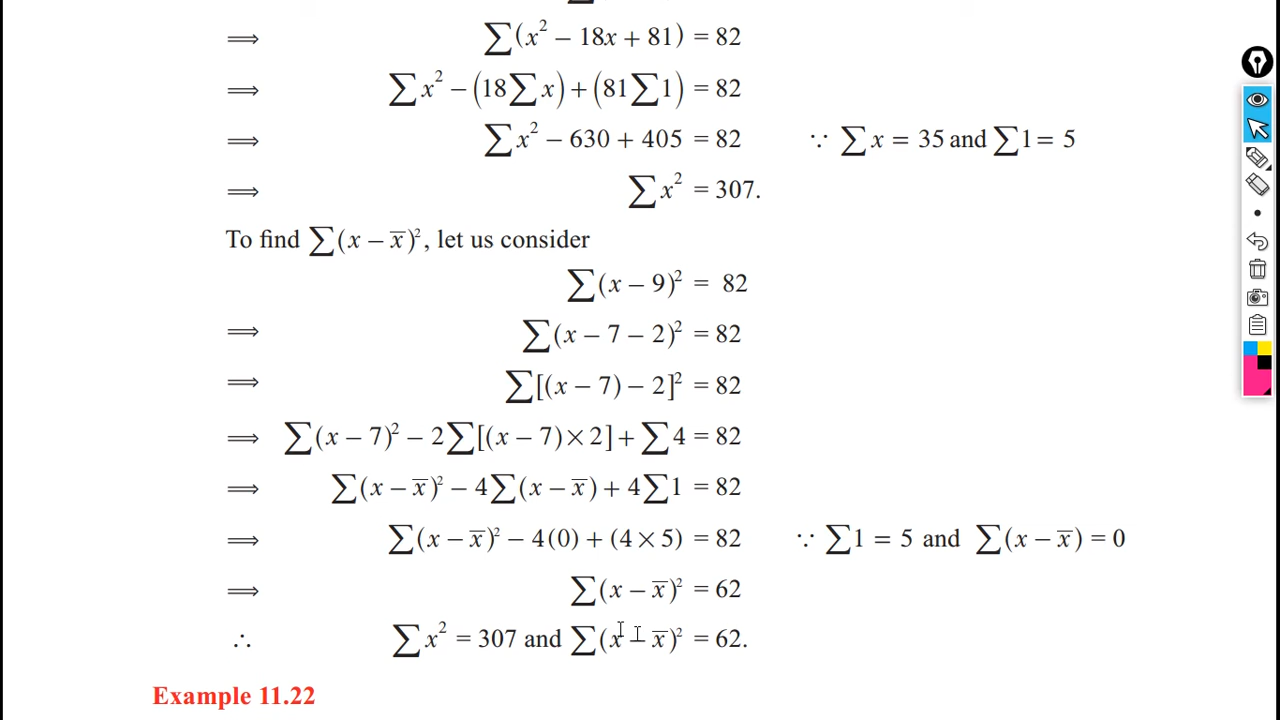 ⟹ ∑(x² − 18x + 81) = 82
⟹ ∑x² − (18∑x) + (81∑1) = 82
⟹ ∑x² − 630 + 405 = 82 ∵ ∑x = 35 and ∑1 = 5
⟹ ∑x² = 307.
To find ∑(x − x̅)², let us consider
∑(x − 9)² = 82
⟹ ∑(x − 7 − 2)² = 82
⟹ ∑[(x − 7) − 2]² = 82
⟹ ∑(x − 7)² − 2∑[(x − 7) × 2] + ∑4 = 82
⟹ ∑(x − x̅)² − 4∑(x − x̅) + 4∑1 = 82
⟹ ∑(x − x̅)² − 4(0) + (4 × 5) = 82 ∵ ∑1 = 5 and ∑(x − x̅) = 0
⟹ ∑(x − x̅)² = 62
∴ ∑x² = 307 and ∑(x − x̅)² = 62.
Example 11.22